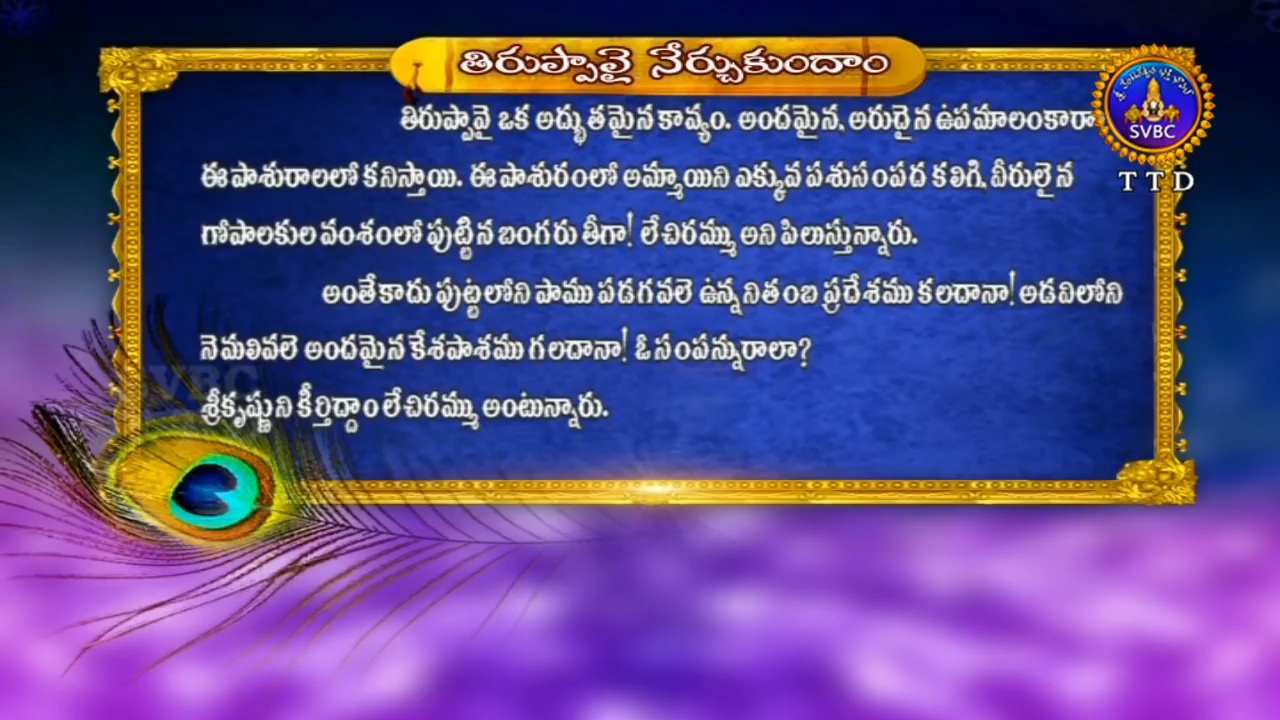 తిరుప్పావై నేర్చుకుందాం
తిరుప్పావై ఒక అద్భుతమైన కావ్యం. అందమైన, అరుదైన ఉపమాలంకారా
ఈ పాశురాలలో కనిస్తాయి. ఈ పాశురంలో అమ్మాయిని ఎక్కువ పశుసంపద కలిగి, వీరులైన
గోపాలకుల వంశంలో పుట్టిన బంగరు తీగా! లేచిరమ్ము అని పిలుస్తున్నారు.
అంతేకాదు పుట్టలోని పాము పడగవలె ఉన్న నితంబ ప్రదేశము కలదానా! అడవిలోని
నెమలివలె అందమైన కేశపాశము గలదానా! ఓ సంపన్నురాలా?
శ్రీకృష్ణుని కీర్తిద్దాం లేచిరమ్ము అంటున్నారు.
SVBC
TTD
SVBC